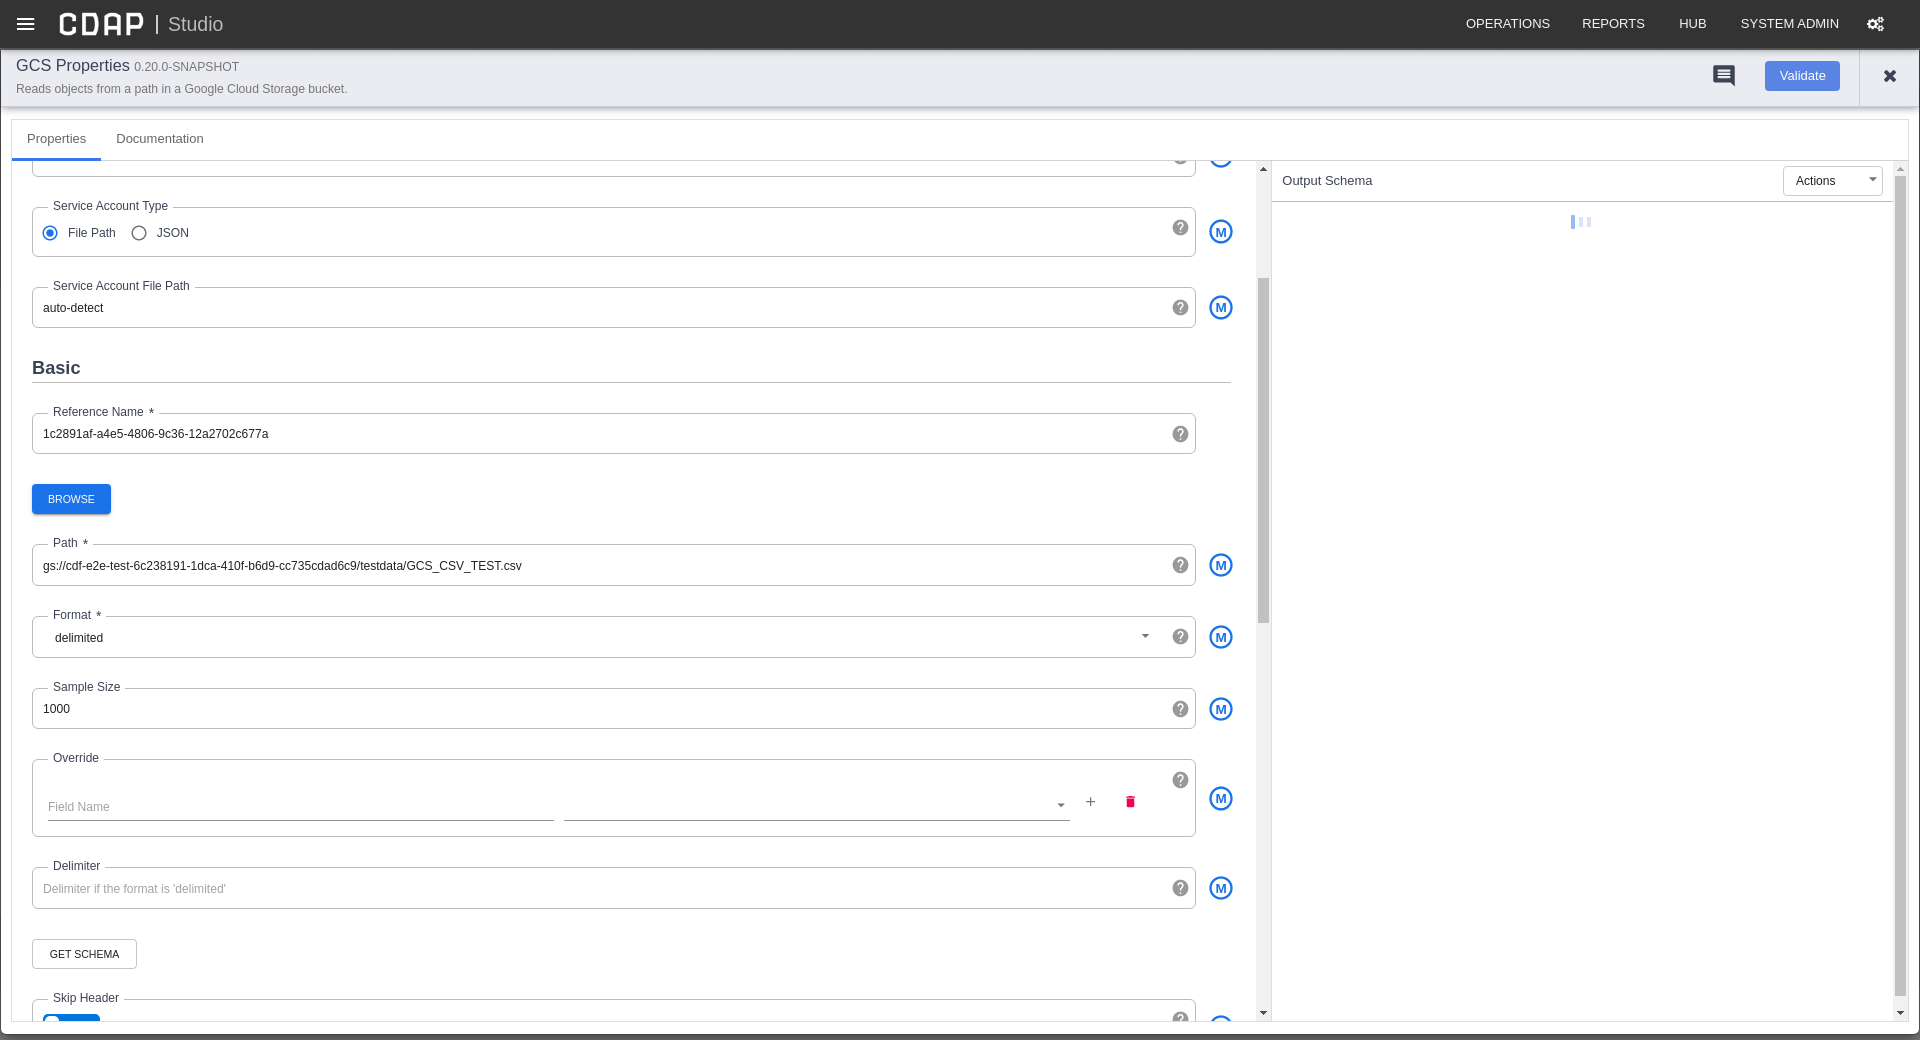 CDAP | Studio
OPERATIONS REPORTS HUB SYSTEM ADMIN
GCS Properties 0.20.0-SNAPSHOT
Reads objects from a path in a Google Cloud Storage bucket.
Validate
Properties Documentation
Output Schema
Actions
Service Account Type
File Path JSON
M
Service Account File Path
auto-detect
M
Basic
Reference Name *
1c2891af-a4e5-4806-9c36-12a2702c677a
BROWSE
Path *
gs://cdf-e2e-test-6c238191-1dca-410f-b6d9-cc735cdad6c9/testdata/GCS_CSV_TEST.csv
M
Format *
delimited
M
Sample Size
1000
M
Override
Field Name
M
Delimiter
Delimiter if the format is 'delimited'
M
GET SCHEMA
Skip Header